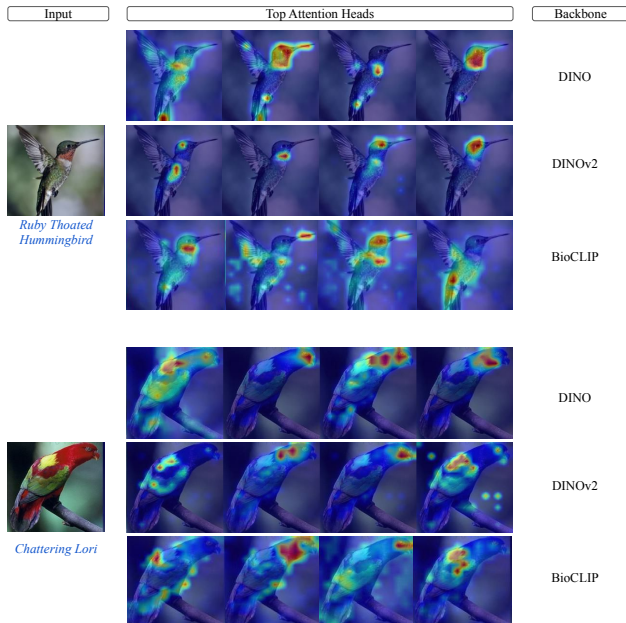 Input
Top Attention Heads
Backbone
DINO
DINOv2
Ruby Thoated
Hummingbird
BioCLIP
DINO
DINOv2
Chattering Lori
BioCLIP